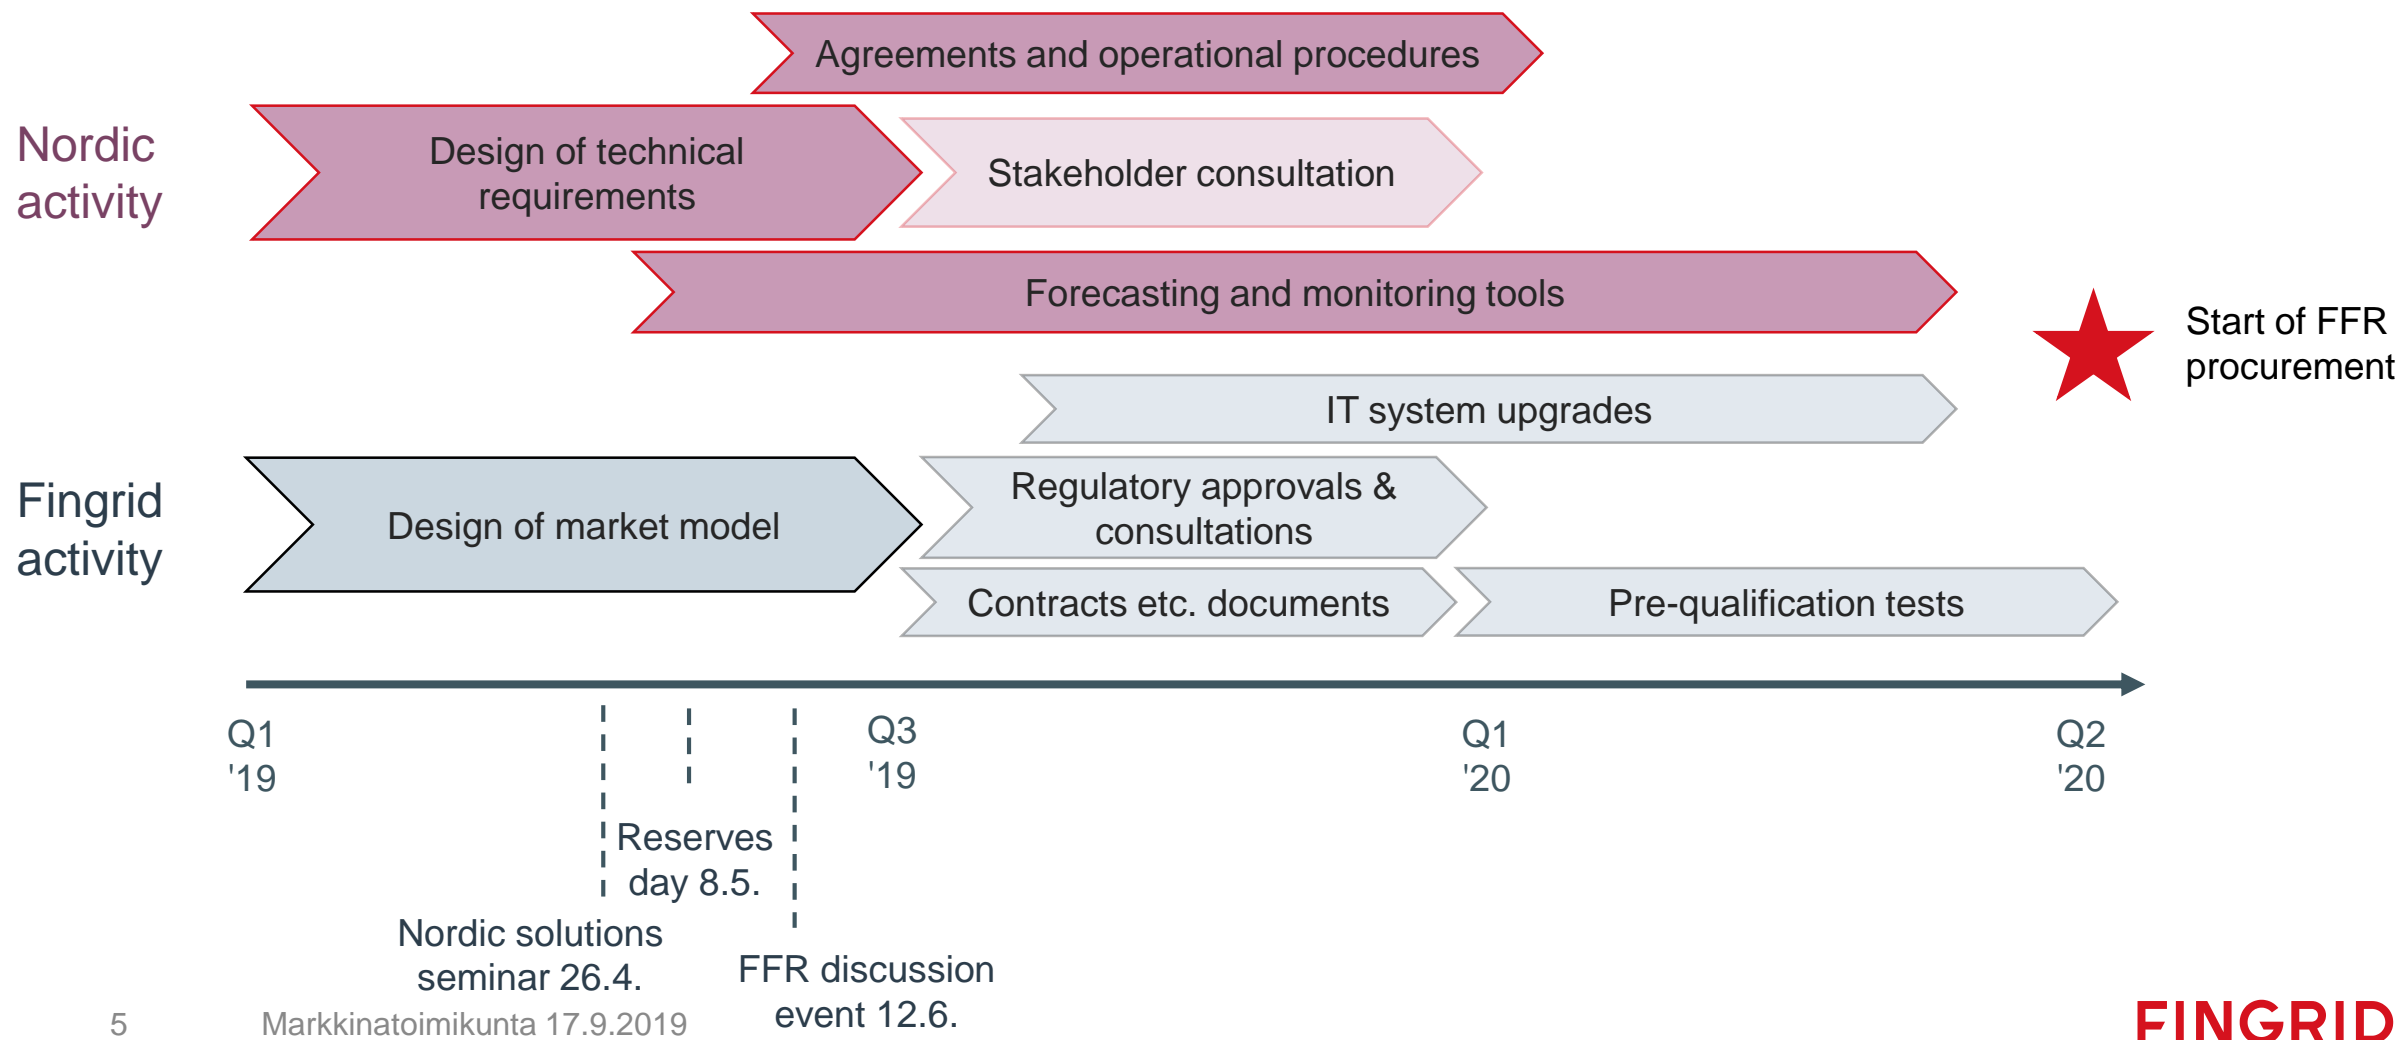 Agreements and operational procedures
Nordic
activity
Design of technical
requirements
Stakeholder consultation
Forecasting and monitoring tools
Start of FFR
procurement
IT system upgrades
Fingrid
activity
Design of market model
Regulatory approvals &
consultations
Contracts etc. documents
Pre-qualification tests
Q1
'19
Q3
'19
Q1
'20
Q2
'20
Reserves
day 8.5.
Nordic solutions
seminar 26.4.
FFR discussion
event 12.6.
5
Markkinatoimikunta 17.9.2019
FINGRID